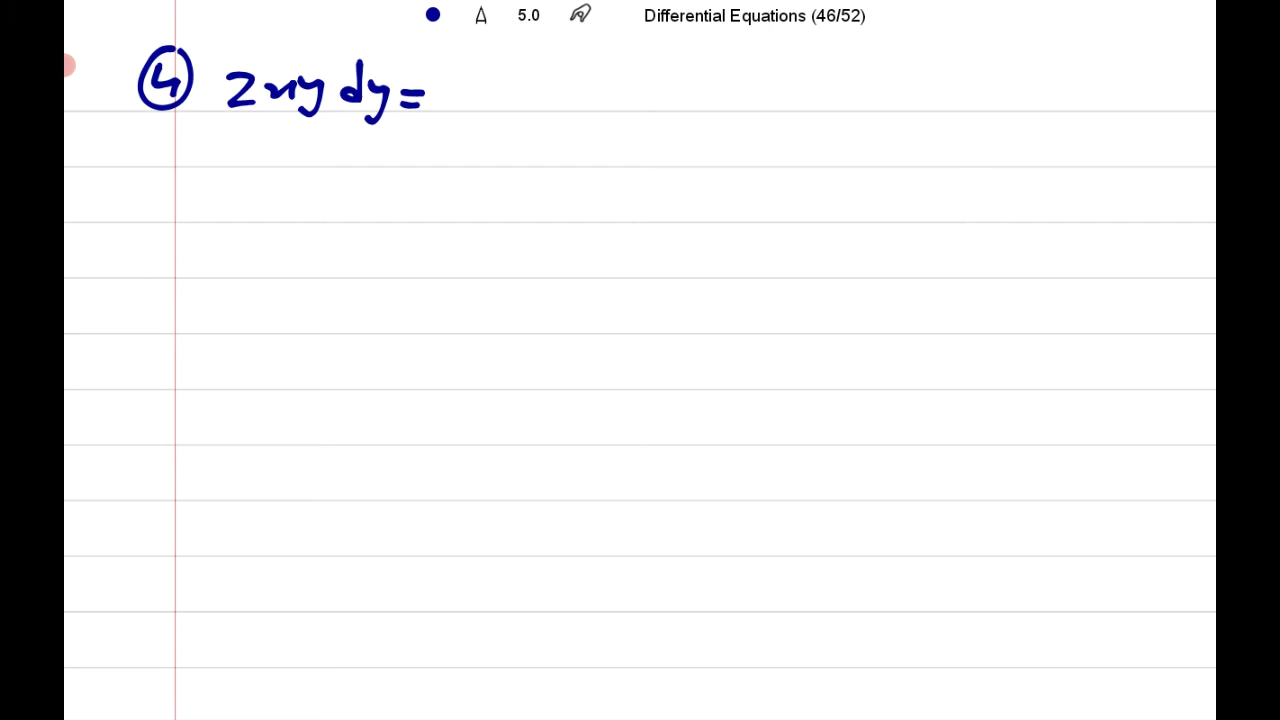 5.0 Differential Equations (46/52)
④ 2xy dy =